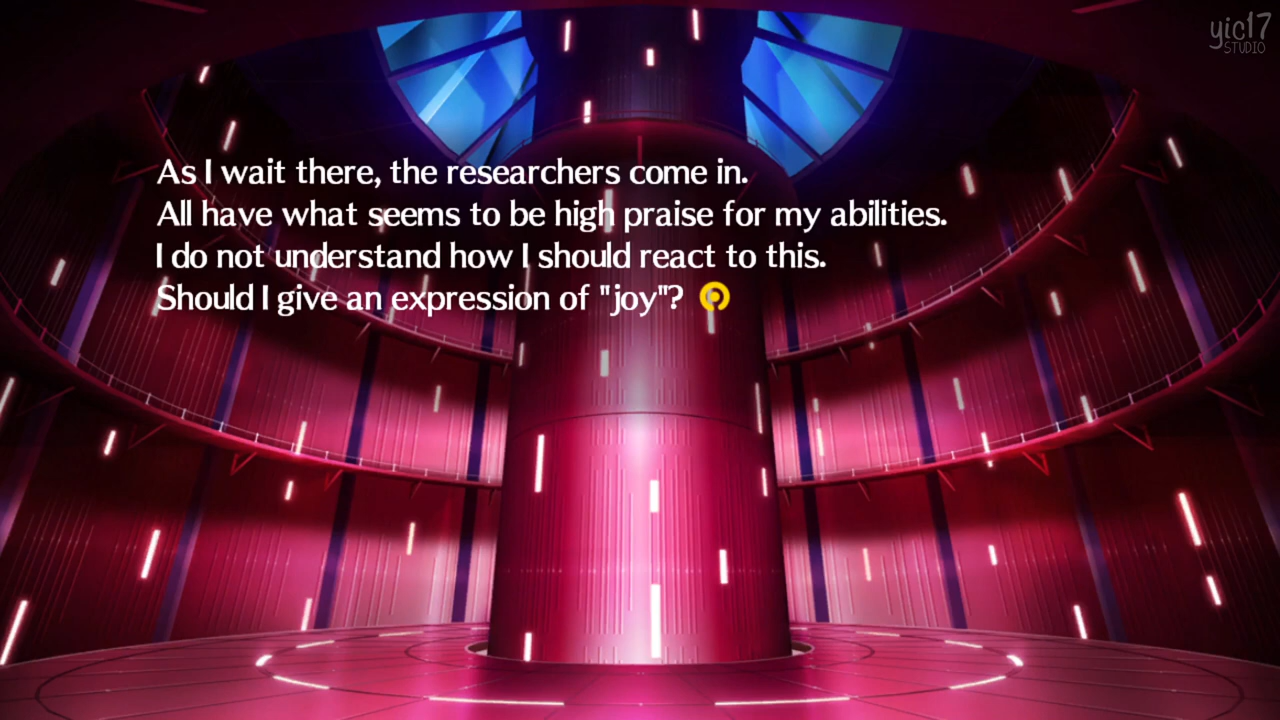 yic17
STUDIO
As I wait there, the researchers come in.
All have what seems to be high praise for my abilities.
I do not understand how I should react to this.
Should I give an expression of "joy"?